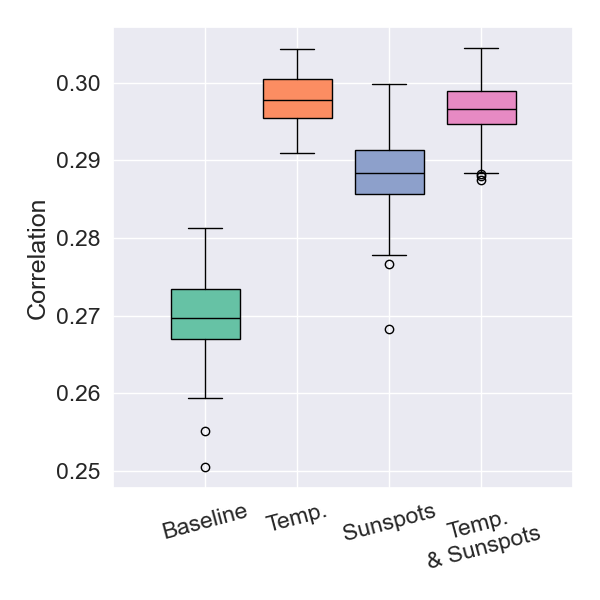 Correlation
0.30
0.29
0.28
0.27
0.26
0.25
Baseline
Temp.
Sunspots
Temp.
& Sunspots